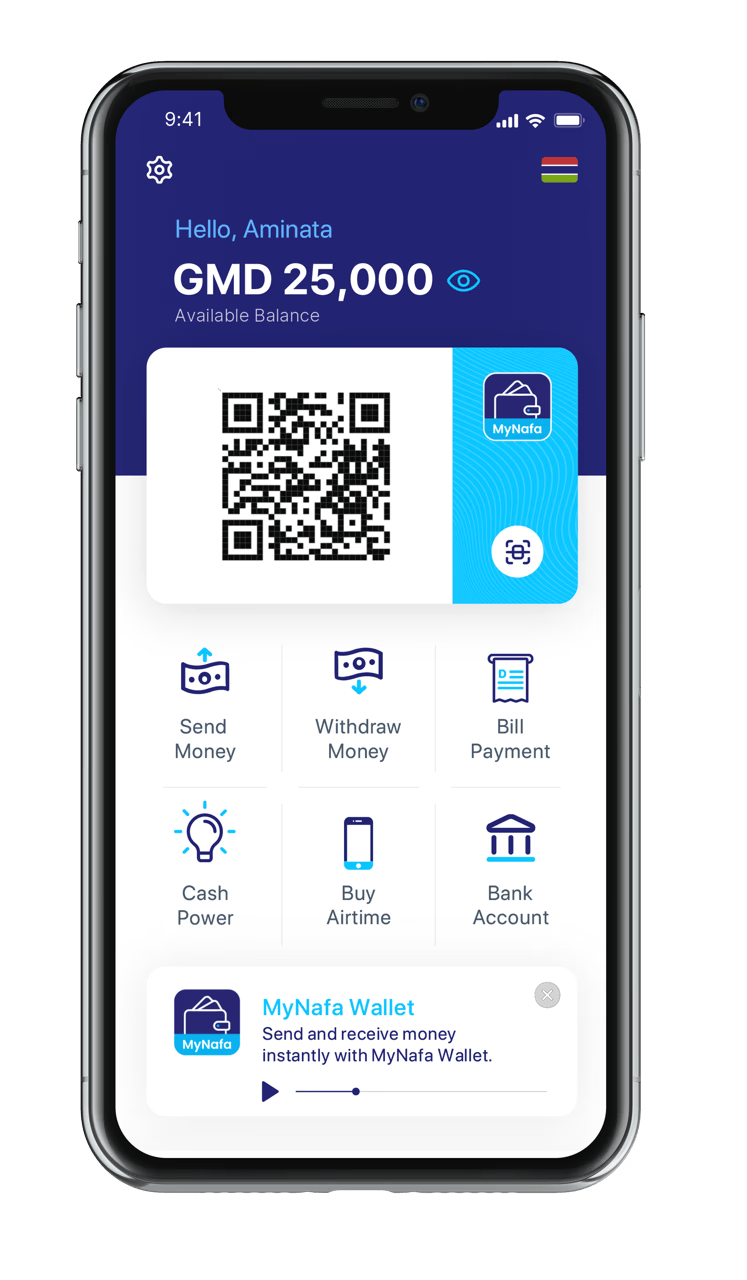 9:41
Hello, Aminata
GMD 25,000
Available Balance
MyNafa
Send
Money
Withdraw
Money
Bill
Payment
D
Cash
Power
Buy
Airtime
Bank
Account
MyNafa
MyNafa Wallet
Send and receive money
instantly with MyNafa Wallet.